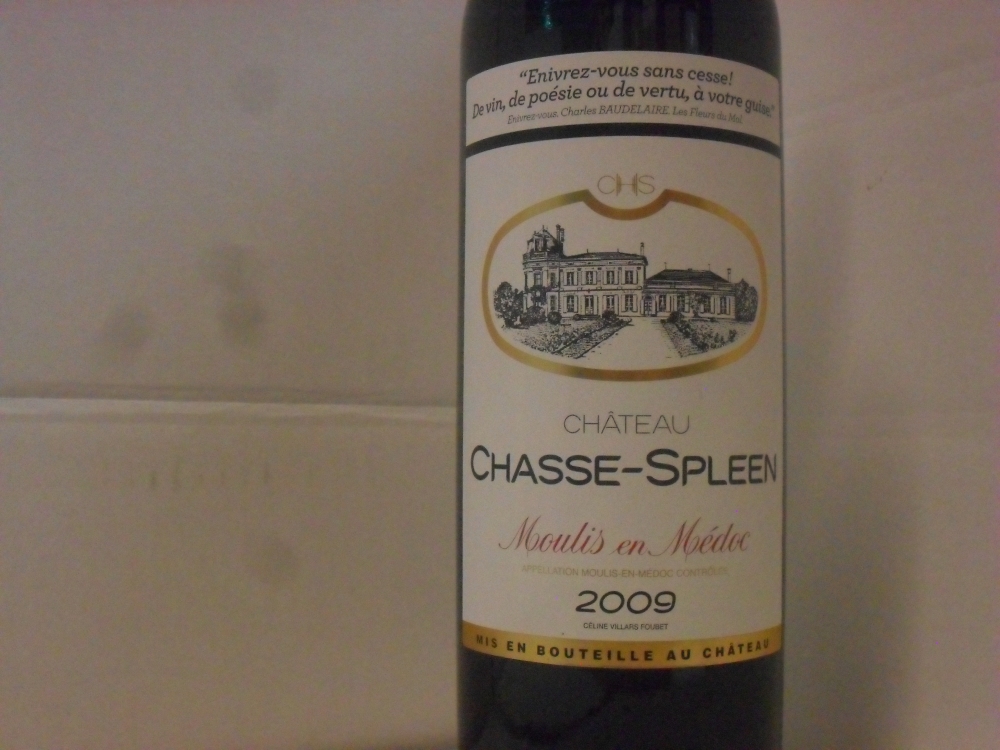 “Enivrez-vous sans cesse!
De vin, de poésie ou de vertu, à votre guise.”
Enivrez-vous. Charles BAUDELAIRE. Les Fleurs du Mal.
CHS
CHÂTEAU
CHASSE-SPLEEN
Moulis en Médoc
APPELLATION MOULIS-EN-MÉDOC CONTRÔLÉE
2009
CÉLINE VILLARS FOUBET
MIS EN BOUTEILLE AU CHÂTEAU